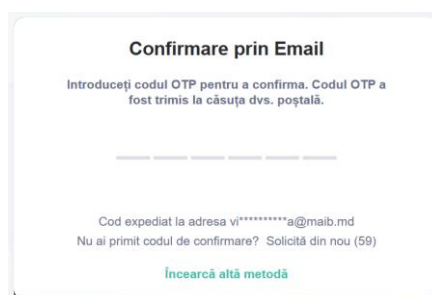 Confirmare prin Email
Introduceți codul OTP pentru a confirma. Codul OTP a
fost trimis la căsuța dvs. poștală.
Cod expediat la adresa vi**********a@maib.md
Nu ai primit codul de confirmare? Solicită din nou (59)
Încearcă altă metodă